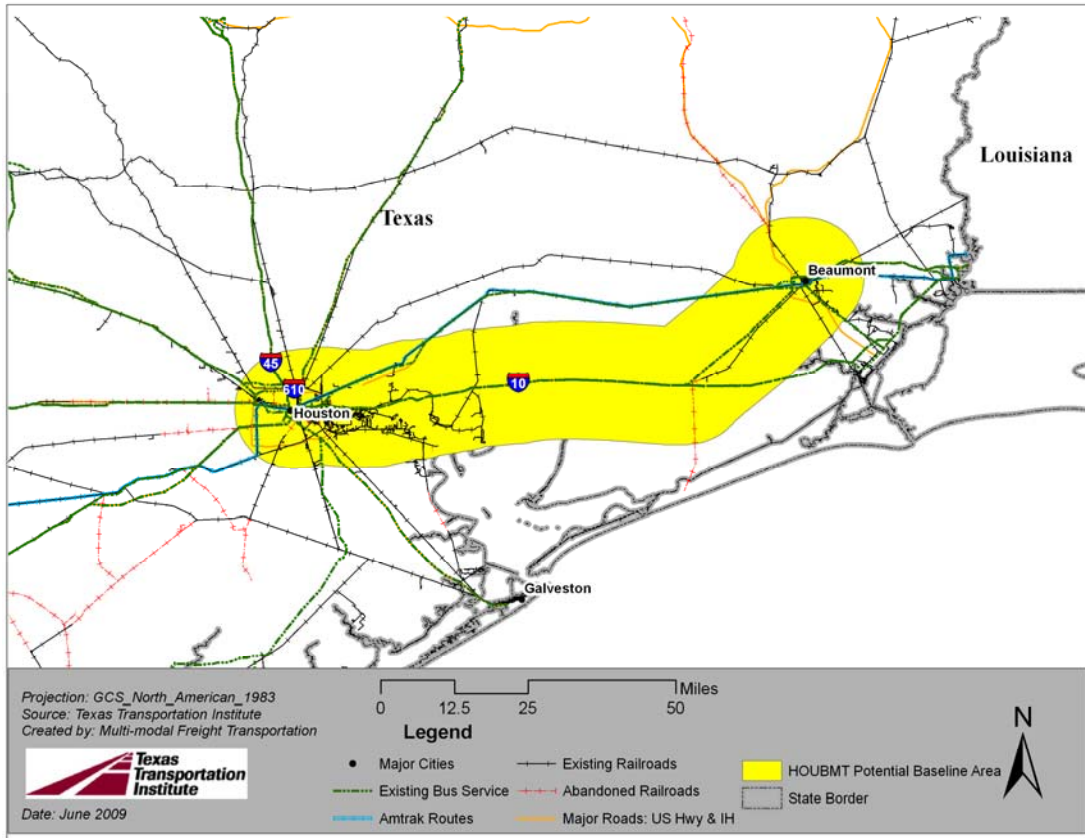 Louisiana
Texas
Beaumont
45
610
10
Houston
Galveston
Projection: GCS_North_American_1983
Source: Texas Transportation Institute
Created by: Multi-modal Freight Transportation
Texas
Transportation
Institute
Date: June 2009
Miles
0 12.5 25 50
Legend
Major Cities
Existing Bus Service
Amtrak Routes
Existing Railroads
Abandoned Railroads
Major Roads: US Hwy & IH
HOUBMT Potential Baseline Area
State Border
N